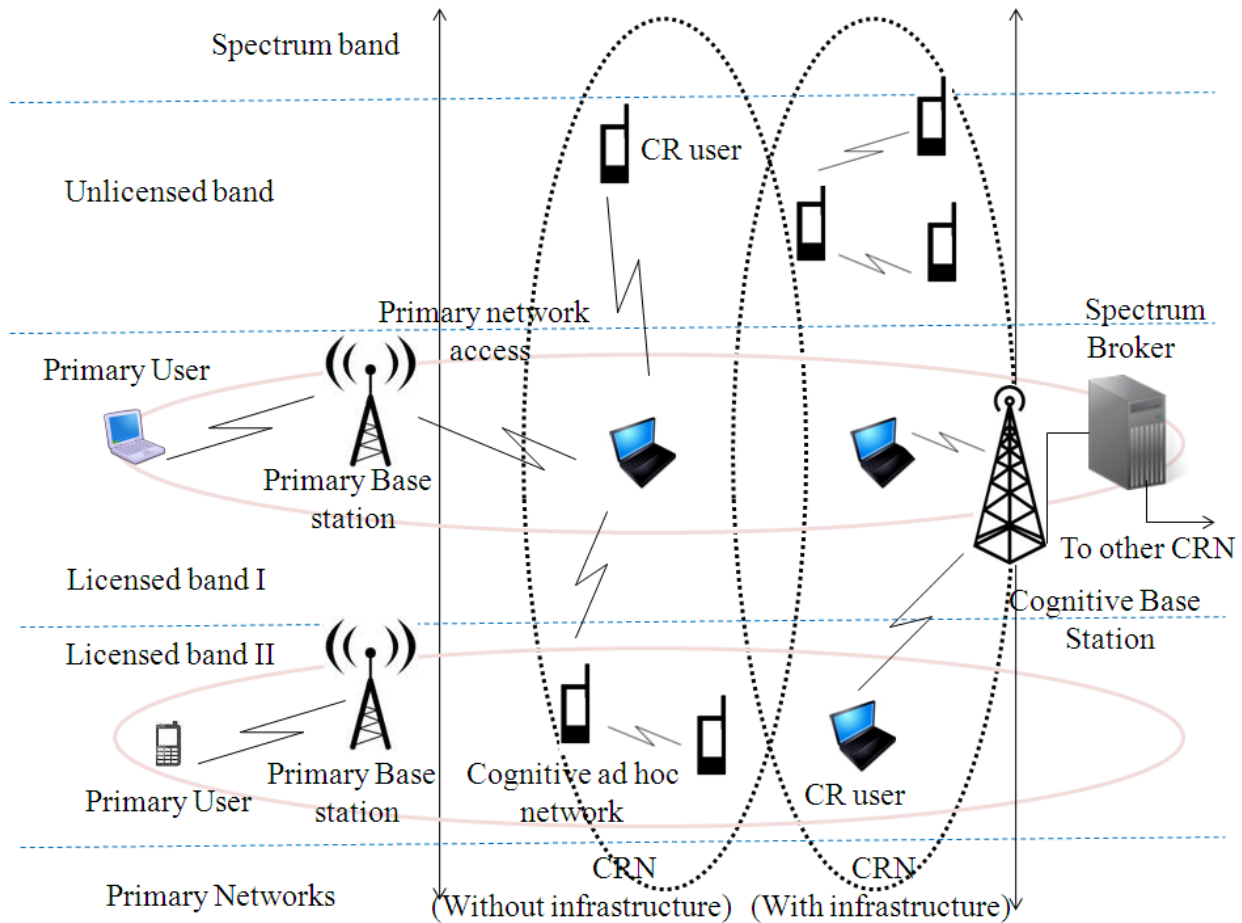 Spectrum band
CR user
Unlicensed band
Primary network
access
Spectrum
Broker
Primary User
Primary Base
station
To other CRN
Licensed band I
Cognitive Base
Station
Licensed band II
Primary User
Primary Base
station
Cognitive ad hoc
network
CR user
CRN
(Without infrastructure)
CRN
(With infrastructure)
Primary Networks